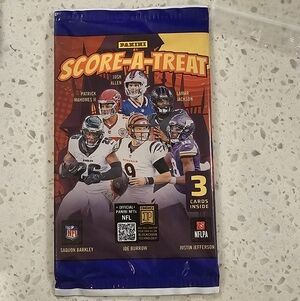 PANINI
SCORE-A-TREAT
JOSH
ALLEN
PATRICK
MAHOMES II
LAMAR
JACKSON
3
CARDS
INSIDE
OFFICIAL
PANINI NFTs
NFL
NFL
NFLPA
SAQUON BARKLEY
JOE BURROW
JUSTIN JEFFERSON